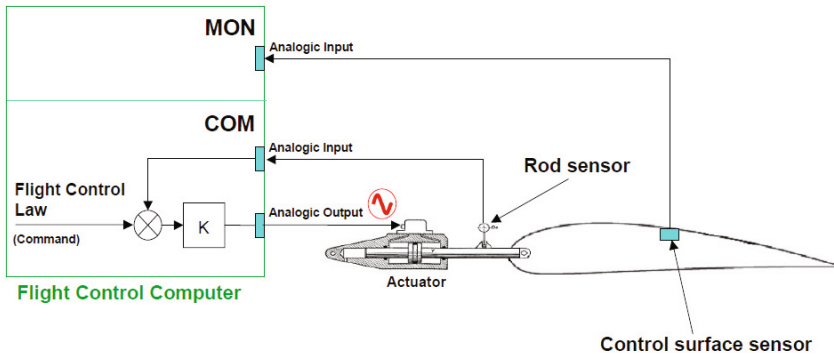 MON
Analogic Input
COM
Analogic Input
Rod sensor
Flight Control
Law
(Command)
K
Analogic Output
Actuator
Flight Control Computer
Control surface sensor